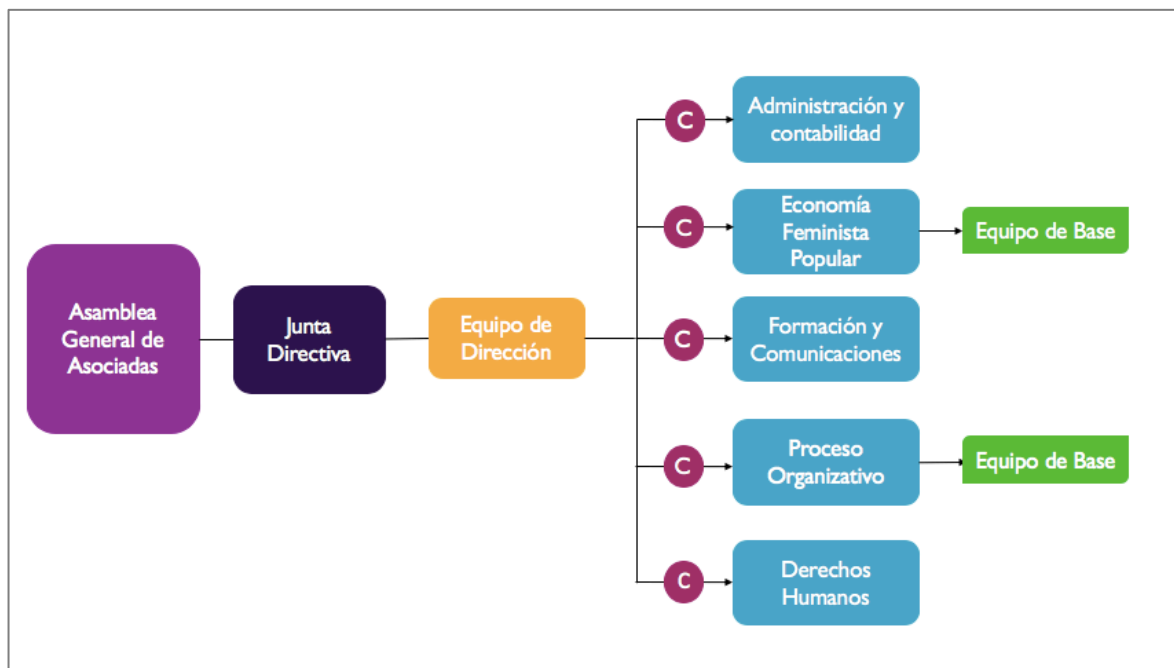 Asamblea
General de
Asociadas
Junta
Directiva
Equipo de
Dirección
C
Administración y
contabilidad
C
Economía
Feminista
Popular
Equipo de Base
C
Formación y
Comunicaciones
C
Proceso
Organizativo
Equipo de Base
C
Derechos
Humanos